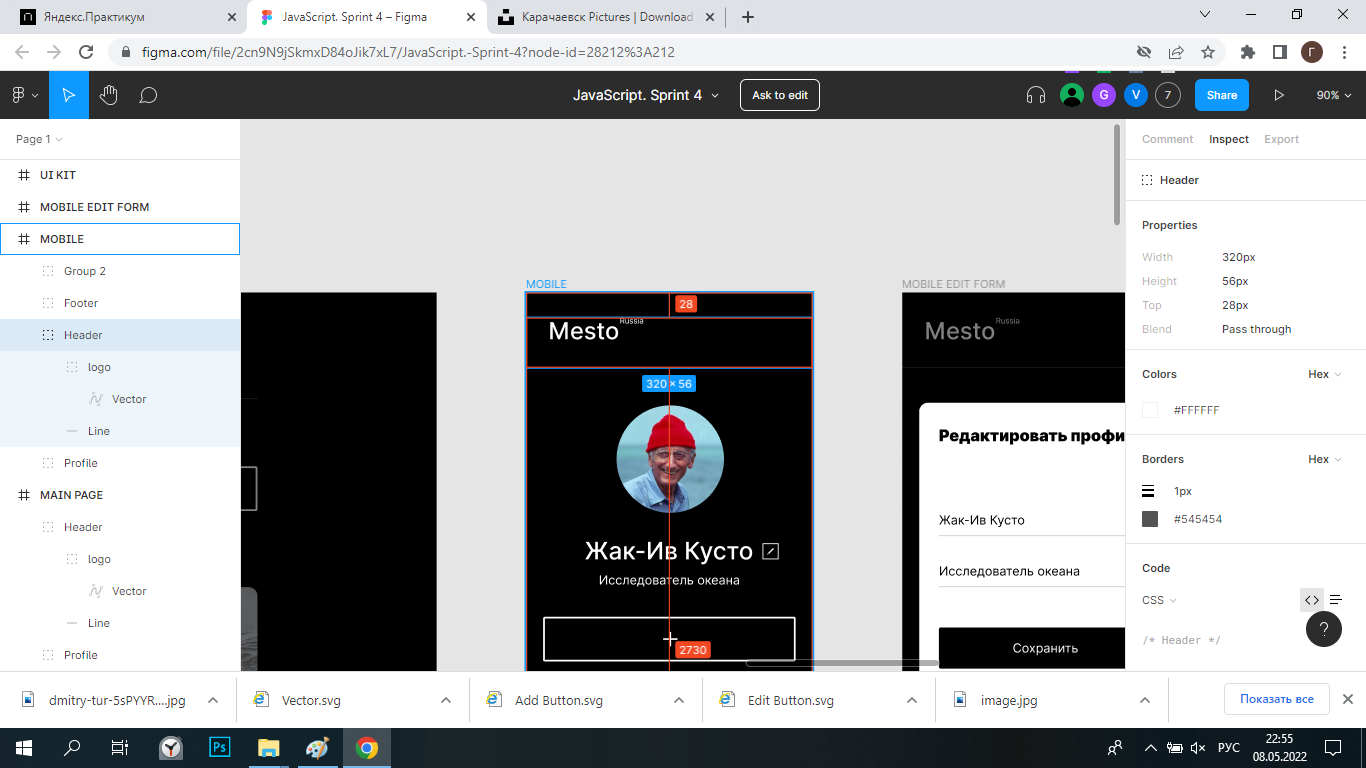 Яндекс.Практикум
JavaScript. Sprint 4 – Figma
Карачаевск Pictures | Download
figma.com/file/2cn9N9jSkmxD84oJik7xL7/JavaScript.-Sprint-4?node-id=28212%3A212
Г
JavaScript. Sprint 4
Ask to edit
G
V
7
Share
90%
Page 1
UI KIT
MOBILE EDIT FORM
MOBILE
Group 2
Footer
Header
logo
Vector
Line
Profile
MAIN PAGE
Header
logo
Vector
Line
Profile
MOBILE
28
Mesto Russia
320 × 56
Жак-Ив Кусто
Исследователь океана
2730
MOBILE EDIT FORM
Mesto Russia
Редактировать профи
Жак-Ив Кусто
Исследователь океана
Сохранить
Comment Inspect Export
Header
Properties
Width 320px
Height 56px
Top 28px
Blend Pass through
Colors Hex
#FFFFFF
Borders Hex
1px
#545454
Code
CSS
/* Header */
?
dmitry-tur-5sPYYR....jpg
Vector.svg
Add Button.svg
Edit Button.svg
image.jpg
Показать все
Ps
РУС
22:55
08.05.2022